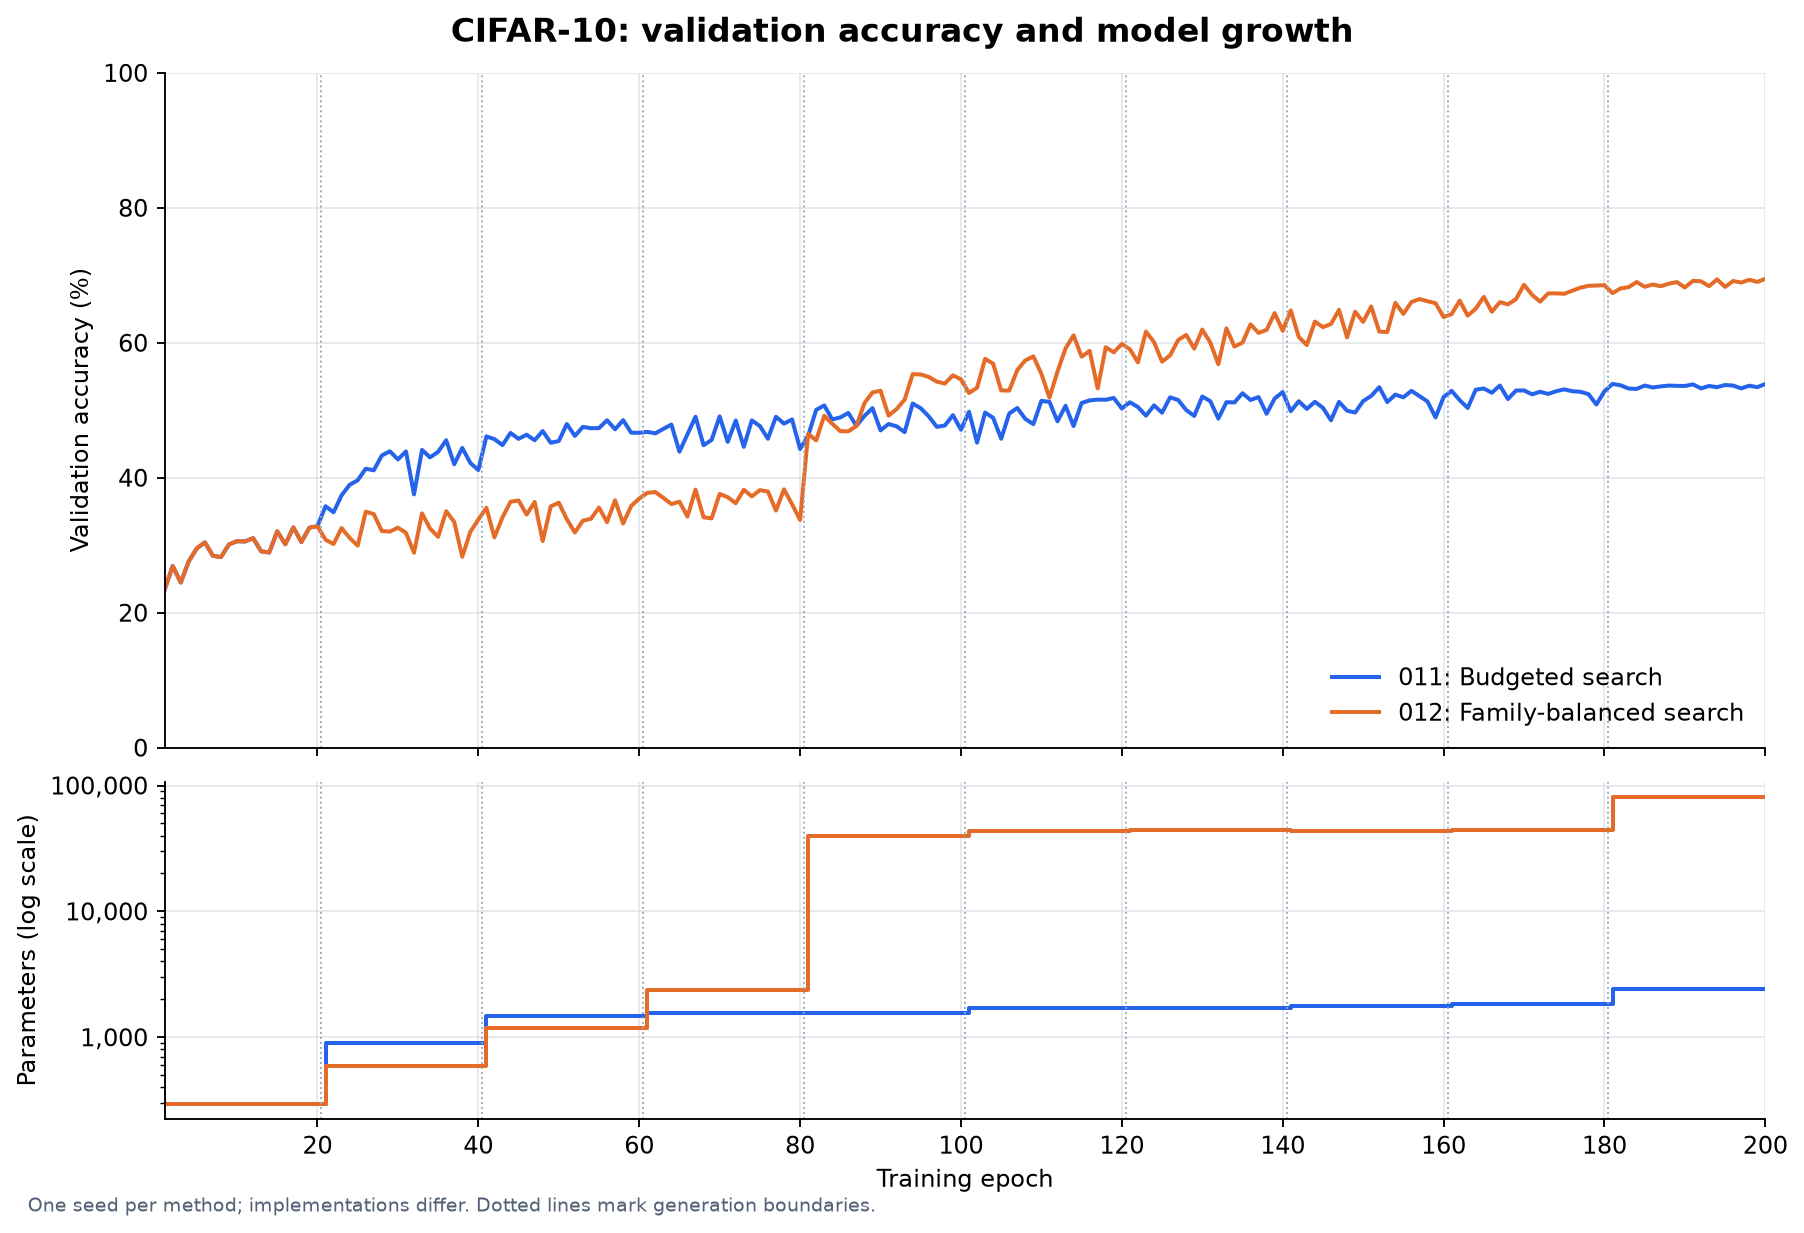 CIFAR-10: validation accuracy and model growth
100
80
60
40
20
0
Validation accuracy (%)
011: Budgeted search
012: Family-balanced search
100,000
10,000
1,000
Parameters (log scale)
20 40 60 80 100 120 140 160 180 200
Training epoch
One seed per method; implementations differ. Dotted lines mark generation boundaries.